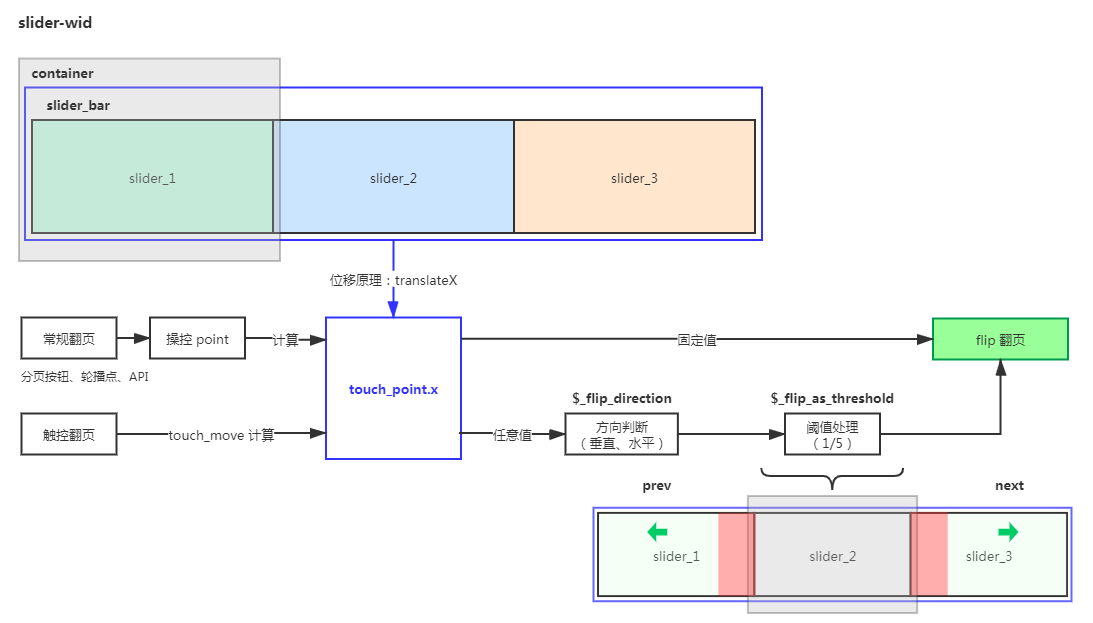 slider-wid
container
slider_bar
slider_1
slider_2
slider_3
位移原理：translateX
常规翻页
操控 point
计算
分页按钮、轮播点、API
touch_point.x
固定值
flip 翻页
触控翻页
touch_move 计算
任意值
$_flip_direction
方向判断
（垂直、水平）
$_flip_as_threshold
阈值处理
（1/5）
prev
next
slider_1
slider_2
slider_3